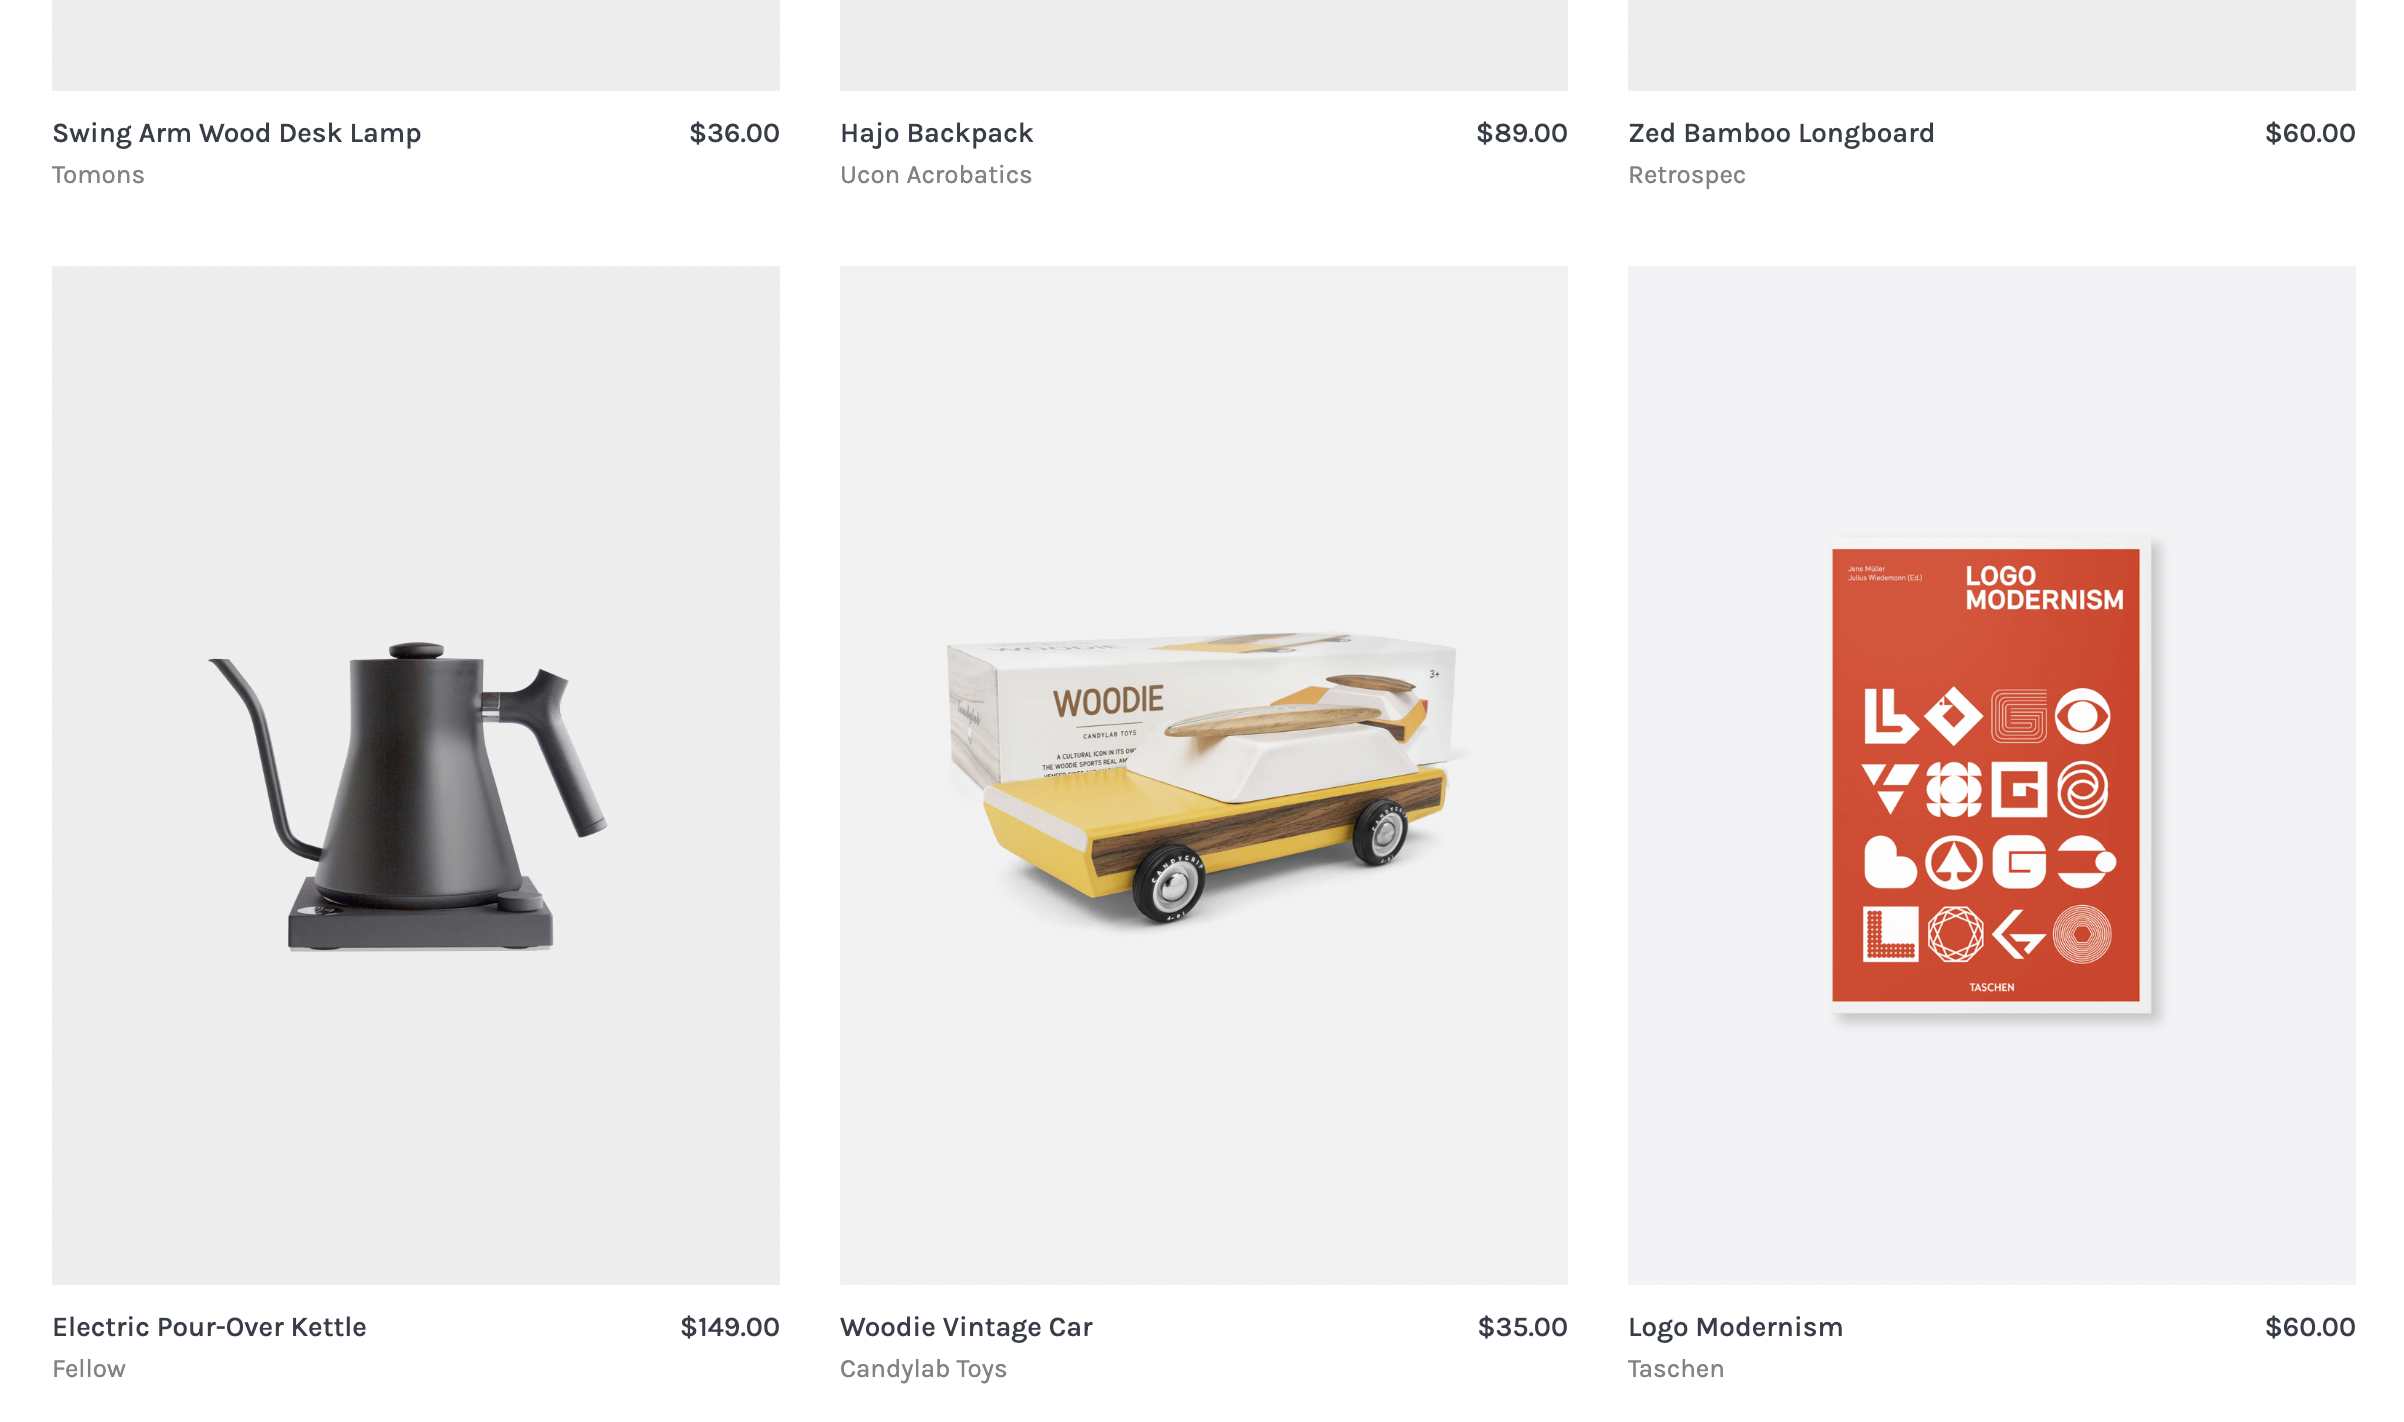 Swing Arm Wood Desk Lamp
$36.00
Tomons
Hajo Backpack
$89.00
Ucon Acrobatics
Zed Bamboo Longboard
$60.00
Retrospec
WOODIE
3+
WOODIE
CANDYLAB TOYS
A CULTURAL ICON IN ITS OW
THE WOODIE SPORTS REAL AM
CANDYGRIP
CANDYGRIP
Jens Müller
Julius Wiedemann (Ed.)
LOGO
MODERNISM
TASCHEN
Electric Pour-Over Kettle
$149.00
Fellow
Woodie Vintage Car
$35.00
Candylab Toys
Logo Modernism
$60.00
Taschen